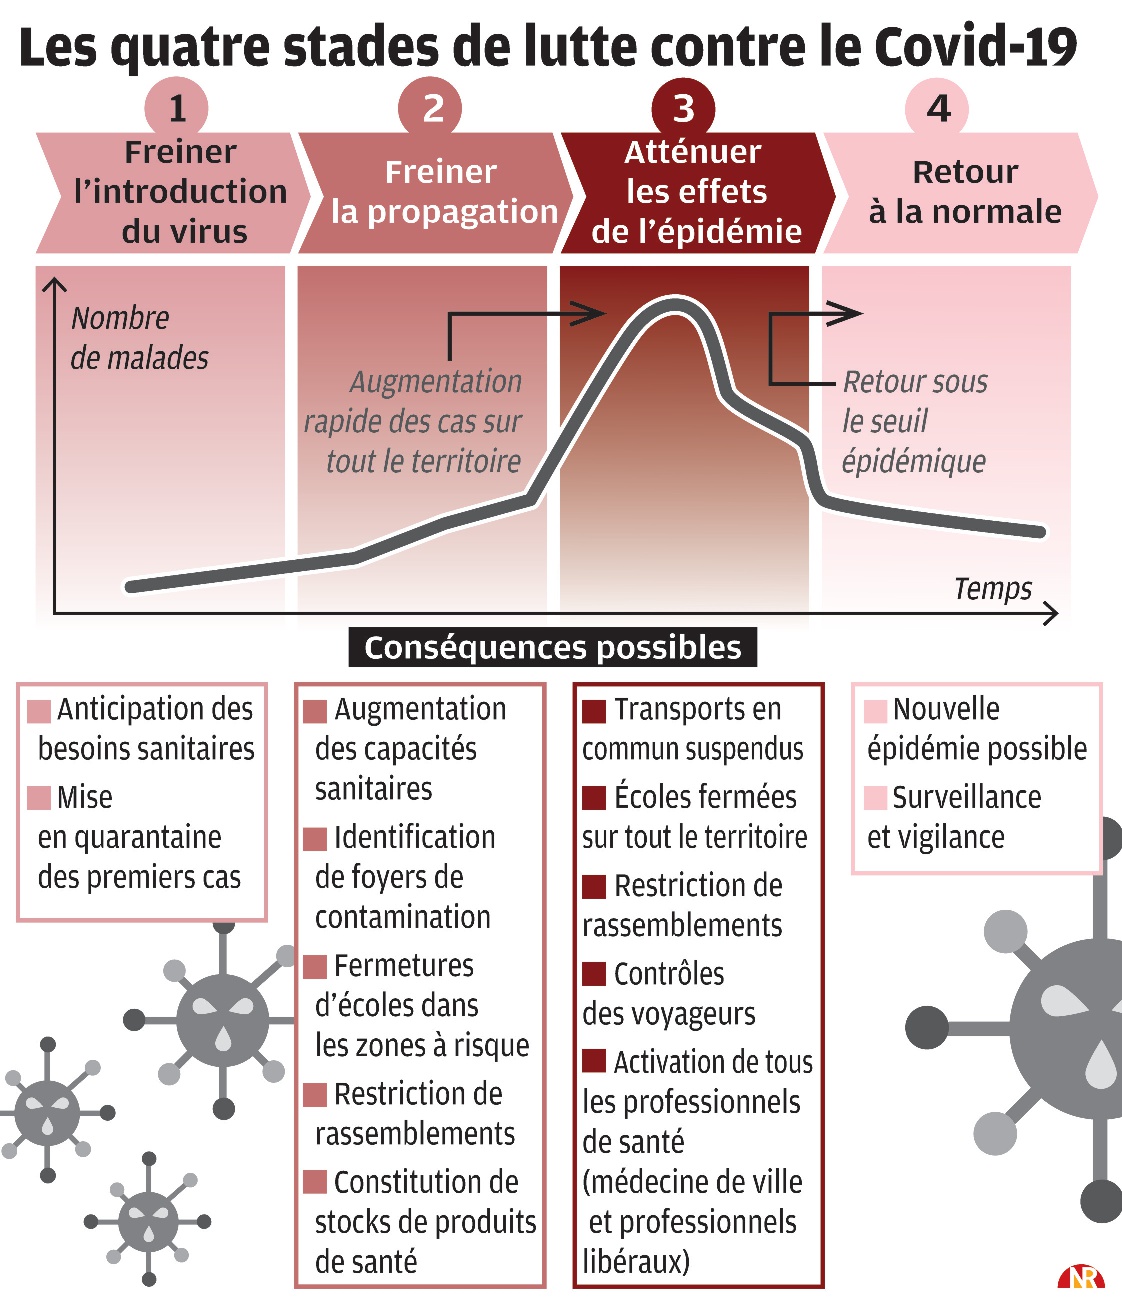 Les quatre stades de lutte contre le Covid-19
1
Freiner
l'introduction
du virus
2
Freiner
la propagation
3
Atténuer
les effets
de l'épidémie
4
Retour
à la normale
Nombre
de malades
Augmentation
rapide des cas sur
tout le territoire
Retour sous
le seuil
épidémique
Temps
Conséquences possibles
Anticipation des
besoins sanitaires
Mise
en quarantaine
des premiers cas
Augmentation
des capacités
sanitaires
Identification
de foyers de
contamination
Fermetures
d'écoles dans
les zones à risque
Restriction de
rassemblements
Constitution de
stocks de produits
de santé
Transports en
commun suspendus
Écoles fermées
sur tout le territoire
Restriction de
rassemblements
Contrôles
des voyageurs
Activation de tous
les professionnels
de santé
(médecine de ville
et professionnels
libéraux)
Nouvelle
épidémie possible
Surveillance
et vigilance
NR